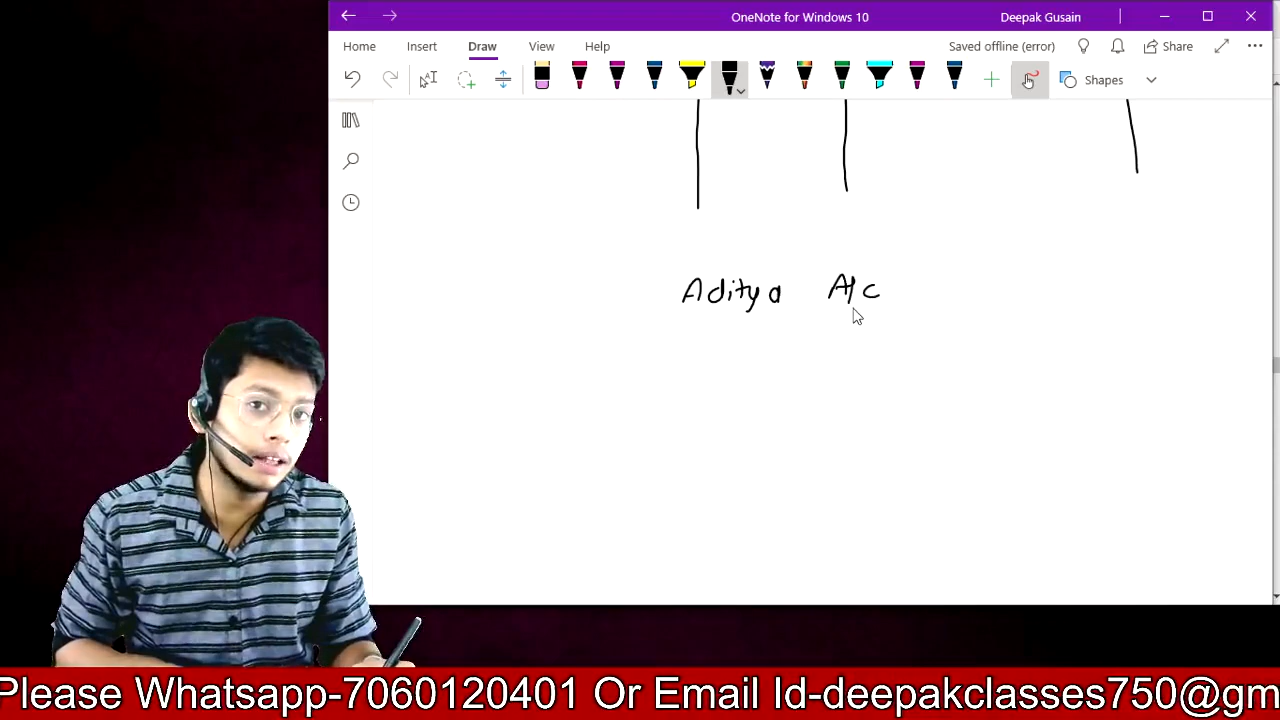 OneNote for Windows 10
Deepak Gusain
Home Insert Draw View Help
Saved offline (error)
Share
Shapes
Aditya A/c
Please Whatsapp-7060120401 Or Email Id-deepakclasses750@gm